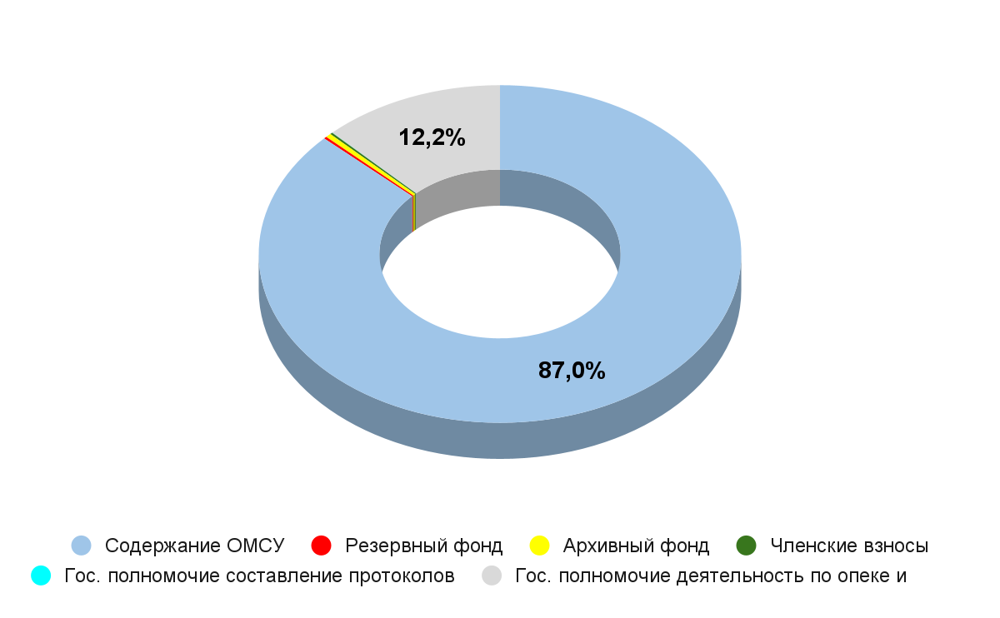 12,2%
87,0%
Содержание ОМСУ Резервный фонд Архивный фонд Членские взносы
Гос. полномочие составление протоколов Гос. полномочие деятельность по опеке и